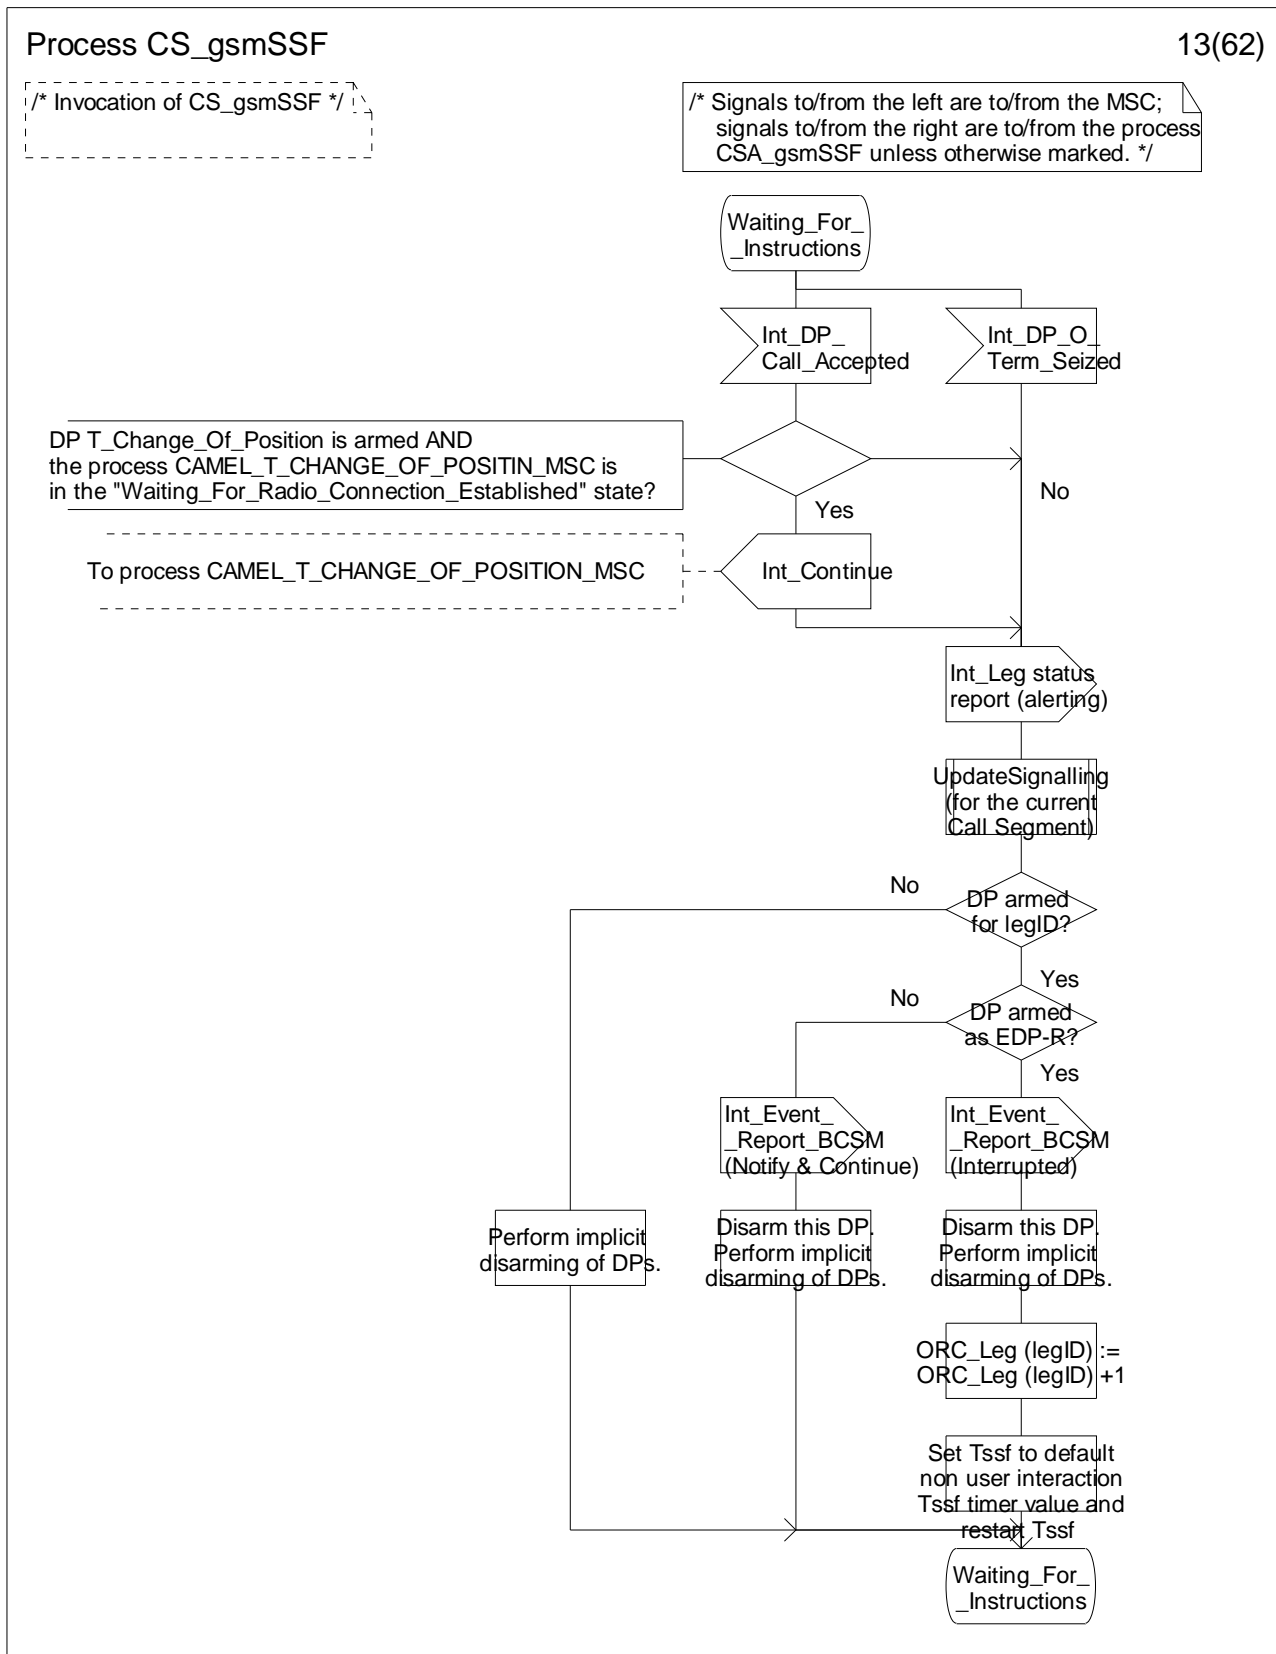 Process CS_gsmSSF
13(62)
/* Invocation of CS_gsmSSF */
/* Signals to/from the left are to/from the MSC;
signals to/from the right are to/from the process
CSA_gsmSSF unless otherwise marked. */
Waiting_For_
_Instructions
Int_DP_
Call_Accepted
Int_DP_O_
Term_Seized
DP T_Change_Of_Position is armed AND
the process CAMEL_T_CHANGE_OF_POSITIN_MSC is
in the "Waiting_For_Radio_Connection_Established" state?
No
Yes
To process CAMEL_T_CHANGE_OF_POSITION_MSC
Int_Continue
Int_Leg status
report (alerting)
UpdateSignalling
(for the current
Call Segment)
No
DP armed
for legID?
Yes
No
DP armed
as EDP-R?
Yes
Int_Event_
_Report_BCSM
(Notify & Continue)
Int_Event_
_Report_BCSM
(Interrupted)
Perform implicit
disarming of DPs.
Disarm this DP.
Perform implicit
disarming of DPs.
Disarm this DP.
Perform implicit
disarming of DPs.
ORC_Leg (legID) :=
ORC_Leg (legID) +1
Set Tssf to default
non user interaction
Tssf timer value and
restart Tssf
Waiting_For_
_Instructions